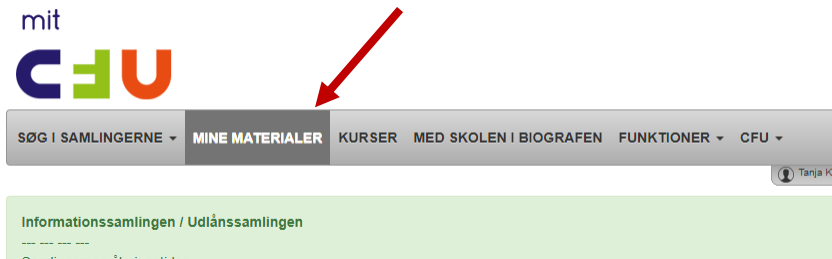 mit
CFU
SØG I SAMLINGERNE MINE MATERIALER KURSER MED SKOLEN I BIOGRAFEN FUNKTIONER CFU
Tanja K
Informationssamlingen / Udlånssamlingen
--- --- --- ---